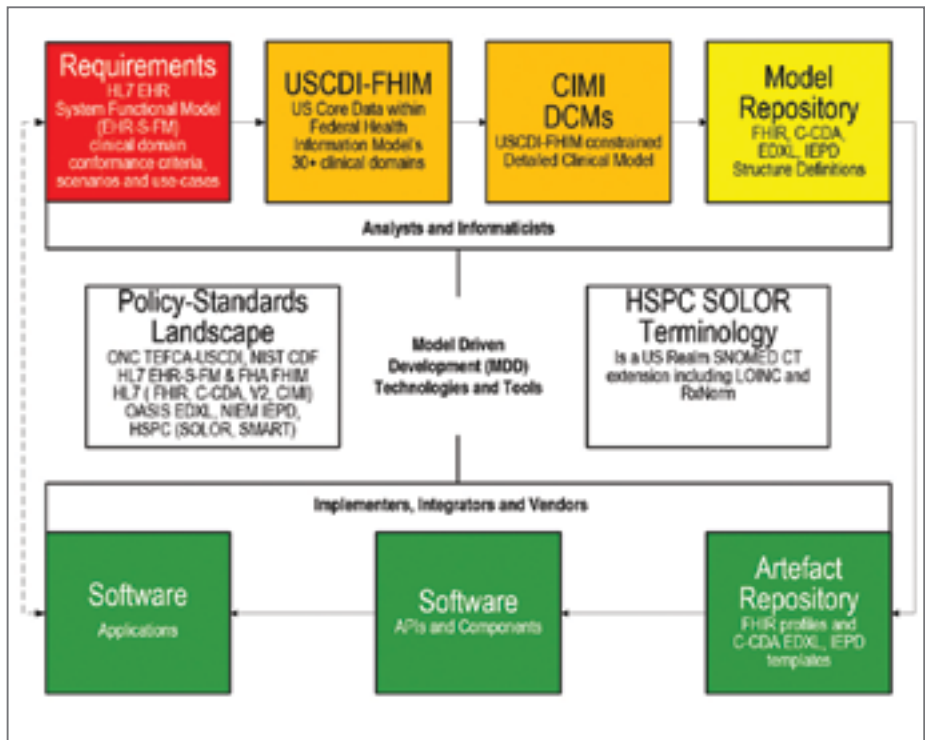 Requirements
HL7 EHR
System Functional Model
(EHR-S-FM)
clinical domain
conformance criteria,
scenarios and use-cases
USCDI-FHIM
US Core Data within
Federal Health
Information Model's
30+ clinical domains
CIMI
DCMs
USCDI-FHIM constrained
Detailed Clinical Model
Model
Repository
FHIR, C-CDA,
EDXL, IEPD
Structure Definitions
Analysts and Informaticists
Policy-Standards
Landscape
ONC TEFCA-USCDI, NIST CDF
HL7 EHR-S-FM & FHA FHIM
HL7 ( FHIR, C-CDA, V2, CIMI)
OASIS EDXL, NIEM IEPD,
HSPC (SOLOR, SMART)
Model Driven
Development (MDD)
Technologies and Tools
HSPC SOLOR
Terminology
Is a US Realm SNOMED CT
extension including LOINC and
RxNorm
Implementers, Integrators and Vendors
Software
Applications
Software
APIs and Components
Artefact
Repository
FHIR profiles and
C-CDA EDXL, IEPD
templates